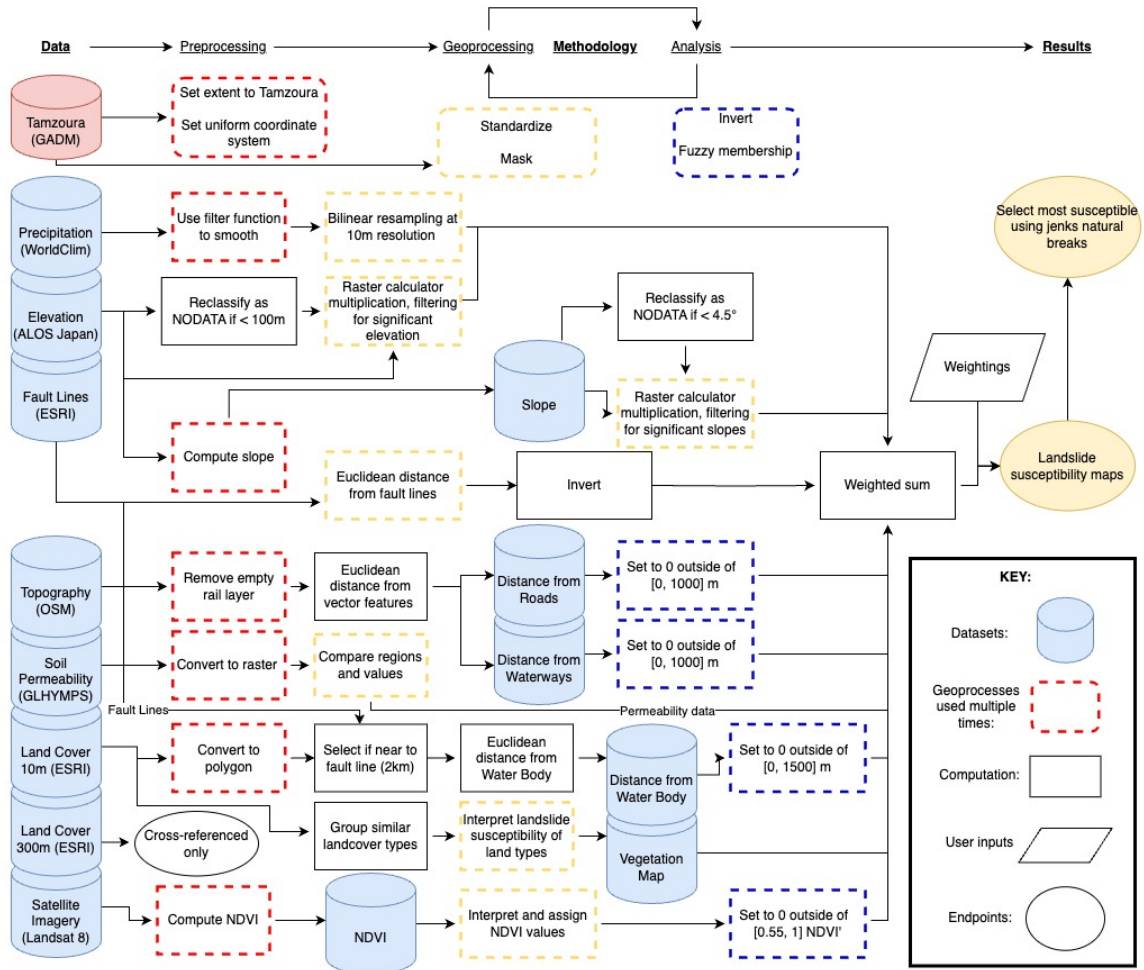 Data
Preprocessing
Geoprocessing
Methodology
Analysis
Results
Tamzoura
(GADM)
Set extent to Tamzoura
Set uniform coordinate
system
Standardize
Mask
Invert
Fuzzy membership
Precipitation
(WorldClim)
Use filter function
to smooth
Bilinear resampling at
10m resolution
Select most susceptible
using jenks natural
breaks
Elevation
(ALOS Japan)
Reclassify as
NODATA if < 100m
Raster calculator
multiplication, filtering
for significant
elevation
Reclassify as
NODATA if < 4.5°
Fault Lines
(ESRI)
Slope
Raster calculator
multiplication, filtering
for significant slopes
Weightings
Compute slope
Euclidean distance
from fault lines
Invert
Weighted sum
Landslide
susceptibility maps
Topography
(OSM)
Remove empty
rail layer
Euclidean
distance from
vector features
Distance from
Roads
Set to 0 outside of
[0, 1000] m
Soil
Permeability
(GLHYMPS)
Convert to raster
Compare regions
and values
Distance from
Waterways
Set to 0 outside of
[0, 1000] m
Fault Lines
Permeability data
Land Cover
10m (ESRI)
Convert to
polygon
Select if near to
fault line (2km)
Euclidean
distance from
Water Body
Distance from
Water Body
Set to 0 outside of
[0, 1500] m
Land Cover
300m (ESRI)
Cross-referenced
only
Group similar
landcover types
Interpret landslide
susceptibility of
land types
Vegetation
Map
Satellite
Imagery
(Landsat 8)
Compute NDVI
NDVI
Interpret and assign
NDVI values
Set to 0 outside of
[0.55, 1] NDVI'
KEY:
Datasets:
Geoprocesses
used multiple
times:
Computation:
User inputs
Endpoints: